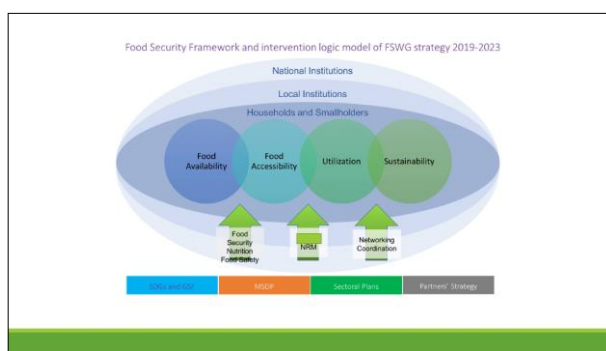 Food Security Framework and intervention logic model of FSWG strategy 2019-2023
National Institutions
Local Institutions
Households and Smallholders
Food
Availability
Food
Accessibility
Utilization
Sustainability
Food
Security
Nutrition
Food Safety
NRM
Networking
Coordination
SDGs and GSF
MSDP
Sectoral Plans
Partners' Strategy